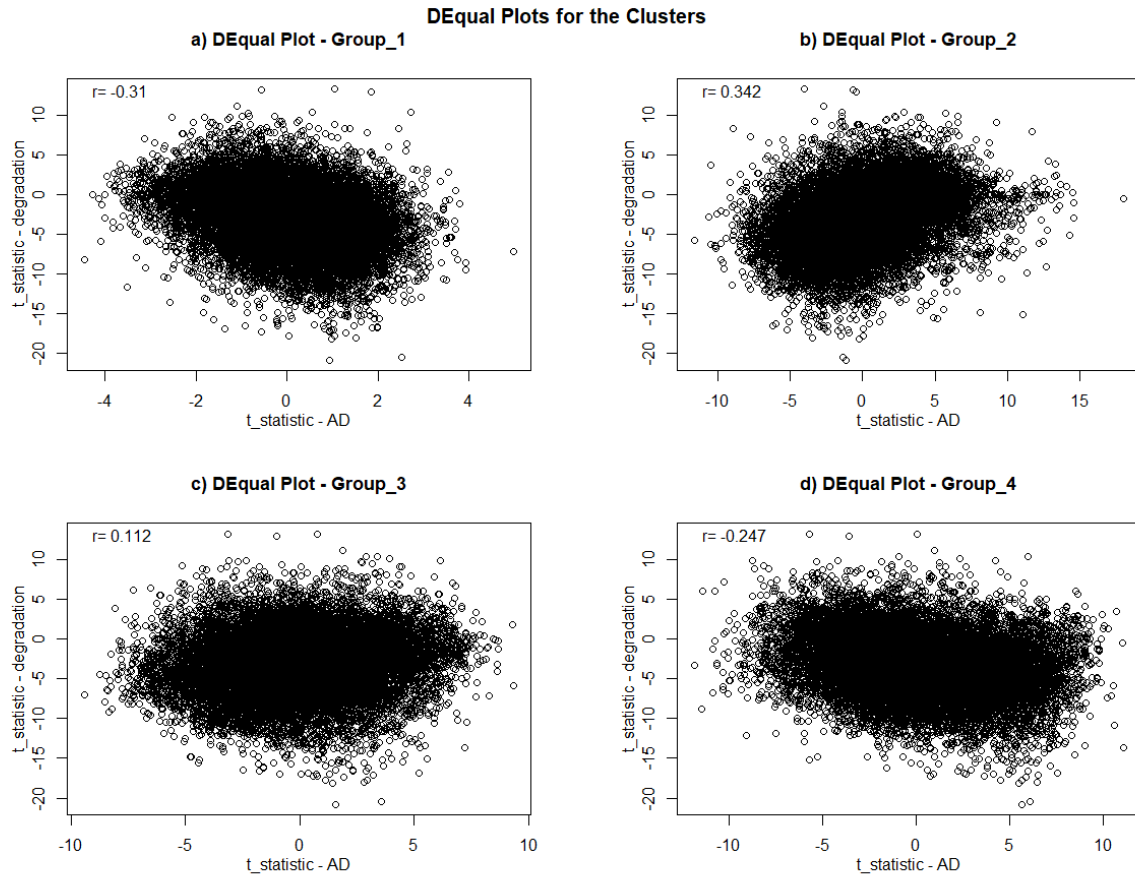 DEqual Plots for the Clusters
a) DEqual Plot - Group_1
r= -0.31
t_statistic - degradation
10
5
0
-5
-10
-15
-20
-4
-2
0
2
4
t_statistic - AD
b) DEqual Plot - Group_2
r= 0.342
t_statistic - degradation
10
5
0
-5
-10
-15
-20
-10
-5
0
5
10
15
t_statistic - AD
c) DEqual Plot - Group_3
r= 0.112
t_statistic - degradation
10
5
0
-5
-10
-15
-20
-10
-5
0
5
10
t_statistic - AD
d) DEqual Plot - Group_4
r= -0.247
t_statistic - degradation
10
5
0
-5
-10
-15
-20
-10
-5
0
5
10
t_statistic - AD